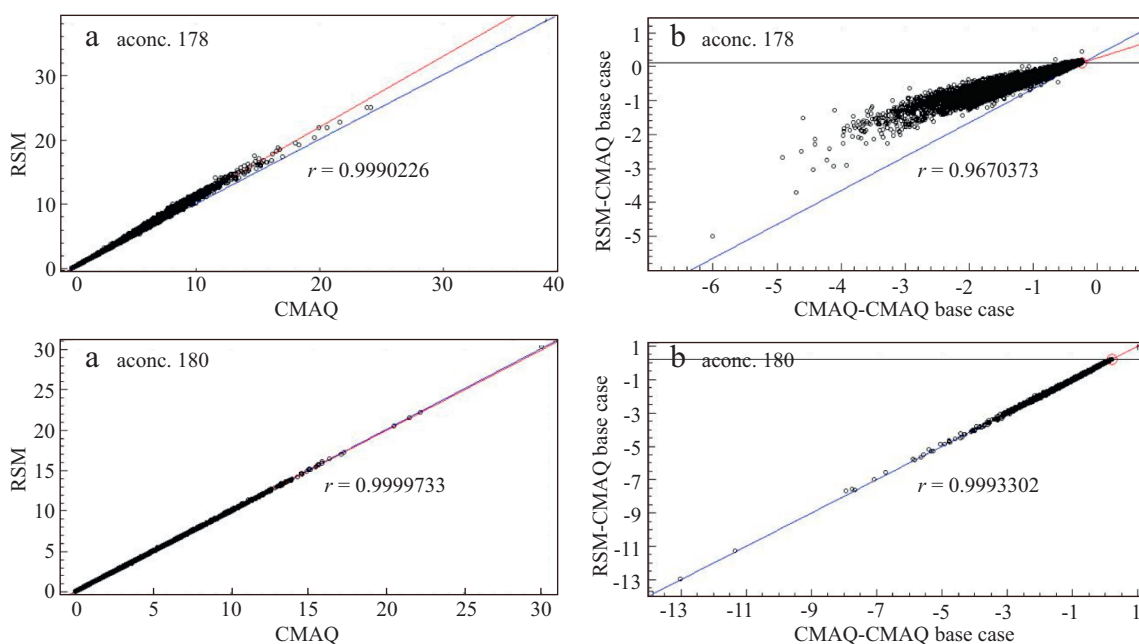 a aconc. 178
30
20
10
0
RSM
r = 0.9990226
0 10 20 30 40
CMAQ
b aconc. 178
1
0
-1
-2
-3
-4
-5
RSM-CMAQ base case
r = 0.9670373
-6 -5 -4 -3 -2 -1 0
CMAQ-CMAQ base case
a aconc. 180
30
25
20
15
10
5
0
RSM
r = 0.9999733
0 5 10 15 20 25 30
CMAQ
b aconc. 180
1
-1
-3
-5
-7
-9
-11
-13
RSM-CMAQ base case
r = 0.9993302
-13 -11 -9 -7 -5 -3 -1 1
CMAQ-CMAQ base case